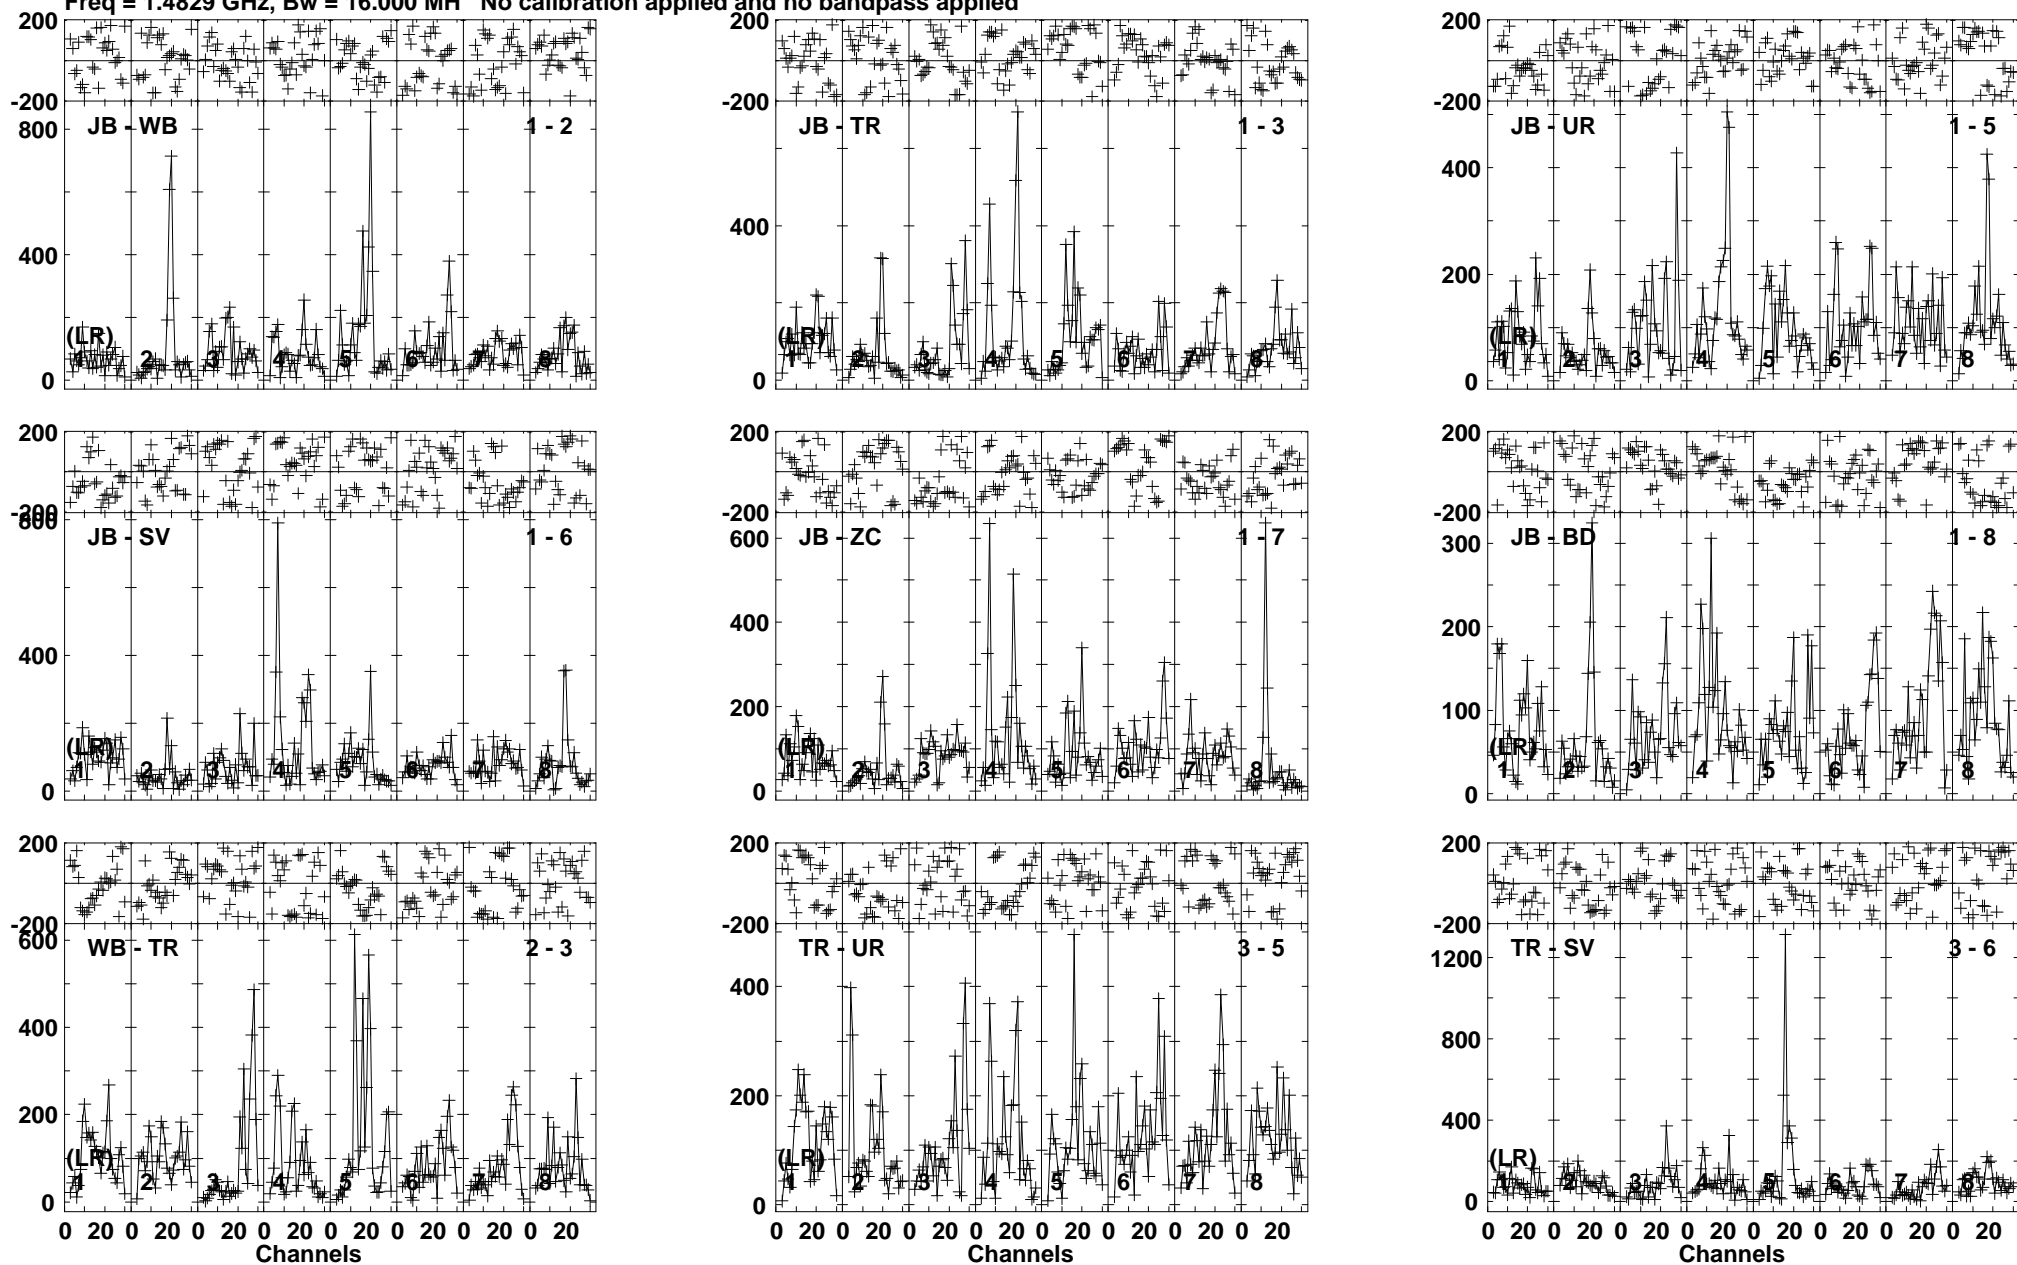 Freq = 1.4829 GHz, Bw = 16.000 MH No calibration applied and no bandpass applied
200 200 200
-200 -200 -200
JB - WB 1 - 2 JB - TR 1 - 3 JB - UR 1 - 5
800
400 400 400
200
(LR) (LR) (LR)
1 2 3 4 5 6 7 8 1 2 3 4 5 6 7 8 1 2 3 4 5 6 7 8
0 0 0
200 200 200
-200 -200 -200
800
JB - SV 1 - 6 JB - ZC 1 - 7 JB - BD 1 - 8
600 300
400 400 200
200 100
(LR) (LR) (LR)
1 2 3 4 5 6 7 8 1 2 3 4 5 6 7 8 1 2 3 4 5 6 7 8
0 0 0
200 200 200
-200 -200 -200
WB - TR 2 - 3 TR - UR 3 - 5 TR - SV 3 - 6
600 1200
400 400 800
200 200 400
(LR) (LR) (LR)
1 2 3 4 5 6 7 8 1 2 3 4 5 6 7 8 1 2 3 4 5 6 7 8
0 0 0
0 20 0 20 0 20 0 20 0 20 0 20 0 20 0 20 0 20 0 20 0 20 0 20 0 20 0 20 0 20 0 20 0 20 0 20 0 20 0 20 0 20 0 20 0 20 0 20
Channels Channels Channels